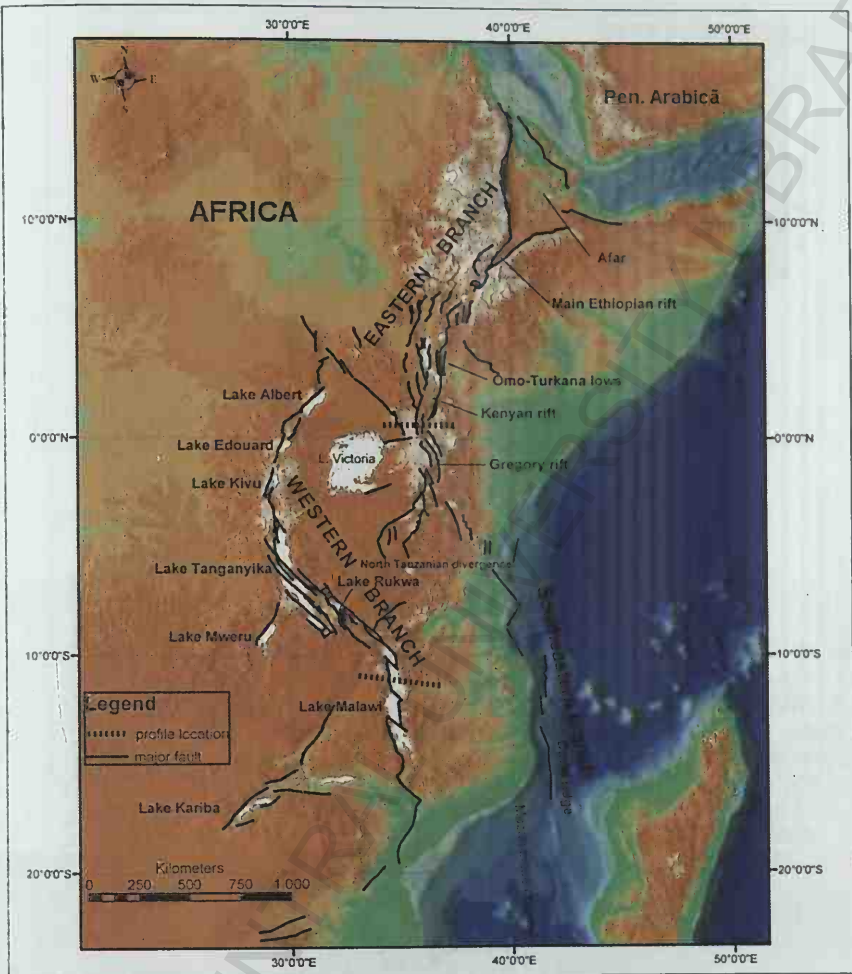 30°0'0"E 40°0'0"E 50°0'0"E
N
W E
S
Pen. Arabică
AFRICA
10°0'0"N 10°0'0"N
EASTERN BRANCH
Afar
Main Ethiopian rift
Omo-Turkana lows
Lake Albert
Kenyan rift
0°0'0"N 0°0'0"N
Lake Edouard
L. Victoria
Gregory rift
Lake Kivu
WESTERN BRANCH
North Tanzanian divergence
Lake Tanganyika
Lake Rukwa
Lake Mweru
10°0'0"S 10°0'0"S
Legend
profile location
major fault
Lake Malawi
Lake Kariba
Kilometers
0 250 500 750 1 000
20°0'0"S 20°0'0"S
30°0'0"E 40°0'0"E 50°0'0"E
UNIVERSITY